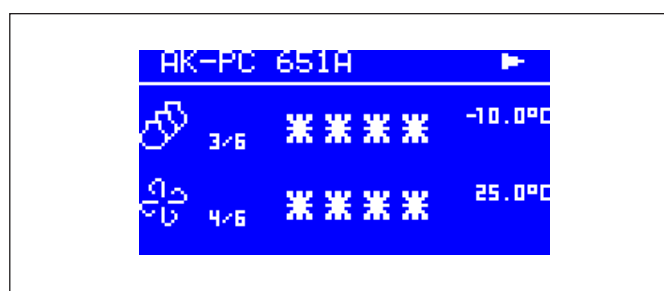 AK-PC 651A
3/6 ✱ ✱ ✱ ✱ -10.0°C
4/6 ✱ ✱ ✱ ✱ 25.0°C